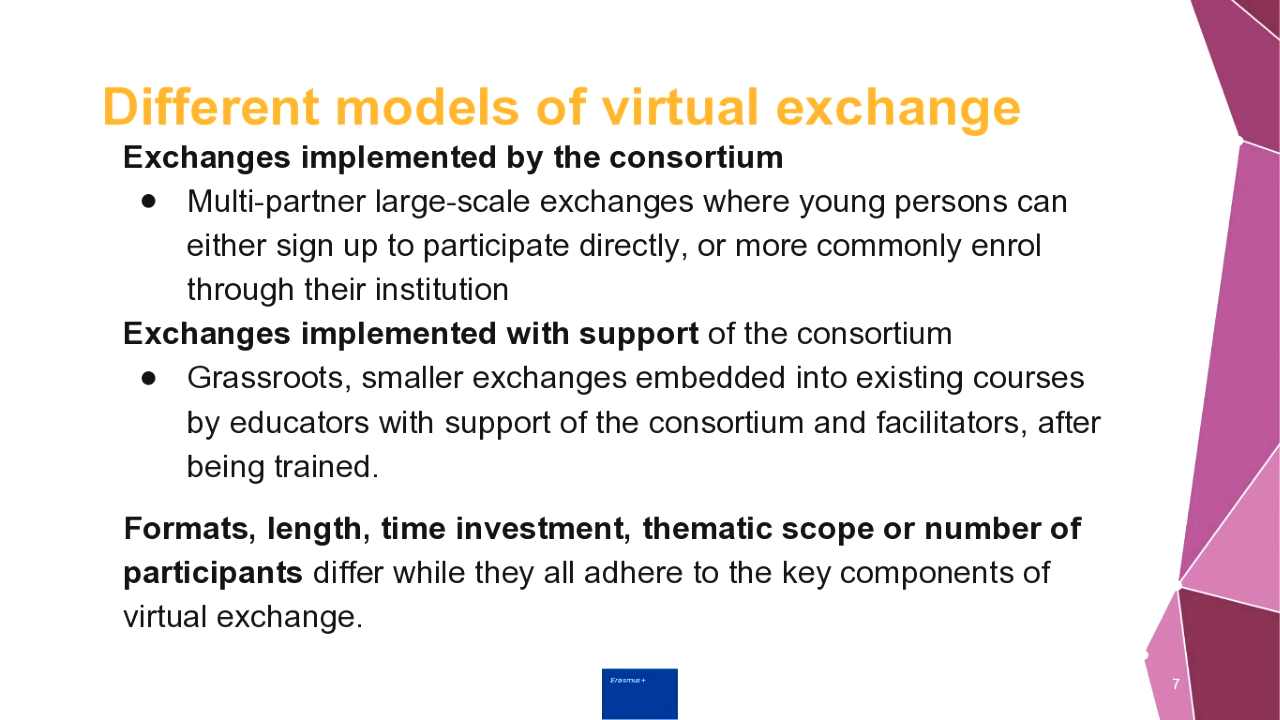 Different models of virtual exchange
Exchanges implemented by the consortium
● Multi-partner large-scale exchanges where young persons can
either sign up to participate directly, or more commonly enrol
through their institution
Exchanges implemented with support of the consortium
● Grassroots, smaller exchanges embedded into existing courses
by educators with support of the consortium and facilitators, after
being trained.
Formats, length, time investment, thematic scope or number of
participants differ while they all adhere to the key components of
virtual exchange.
Erasmus+
7